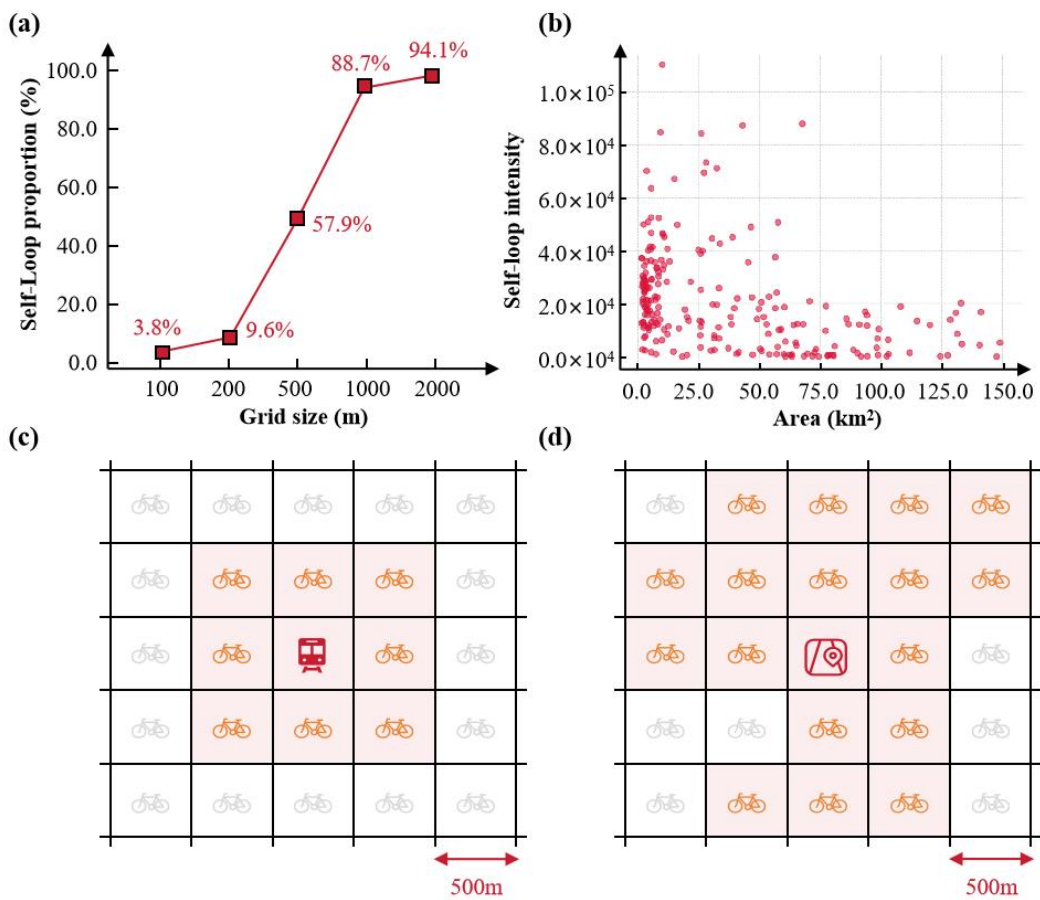 (a)
Self-Loop proportion (%)
100.0
80.0
60.0
40.0
20.0
0.0
3.8%
9.6%
57.9%
88.7%
94.1%
100 200 500 1000 2000
Grid size (m)
(b)
Self-loop intensity
1.0×10⁵
8.0×10⁴
6.0×10⁴
4.0×10⁴
2.0×10⁴
0.0×10⁴
0.0 25.0 50.0 75.0 100.0 125.0 150.0
Area (km²)
(c)
500m
(d)
500m